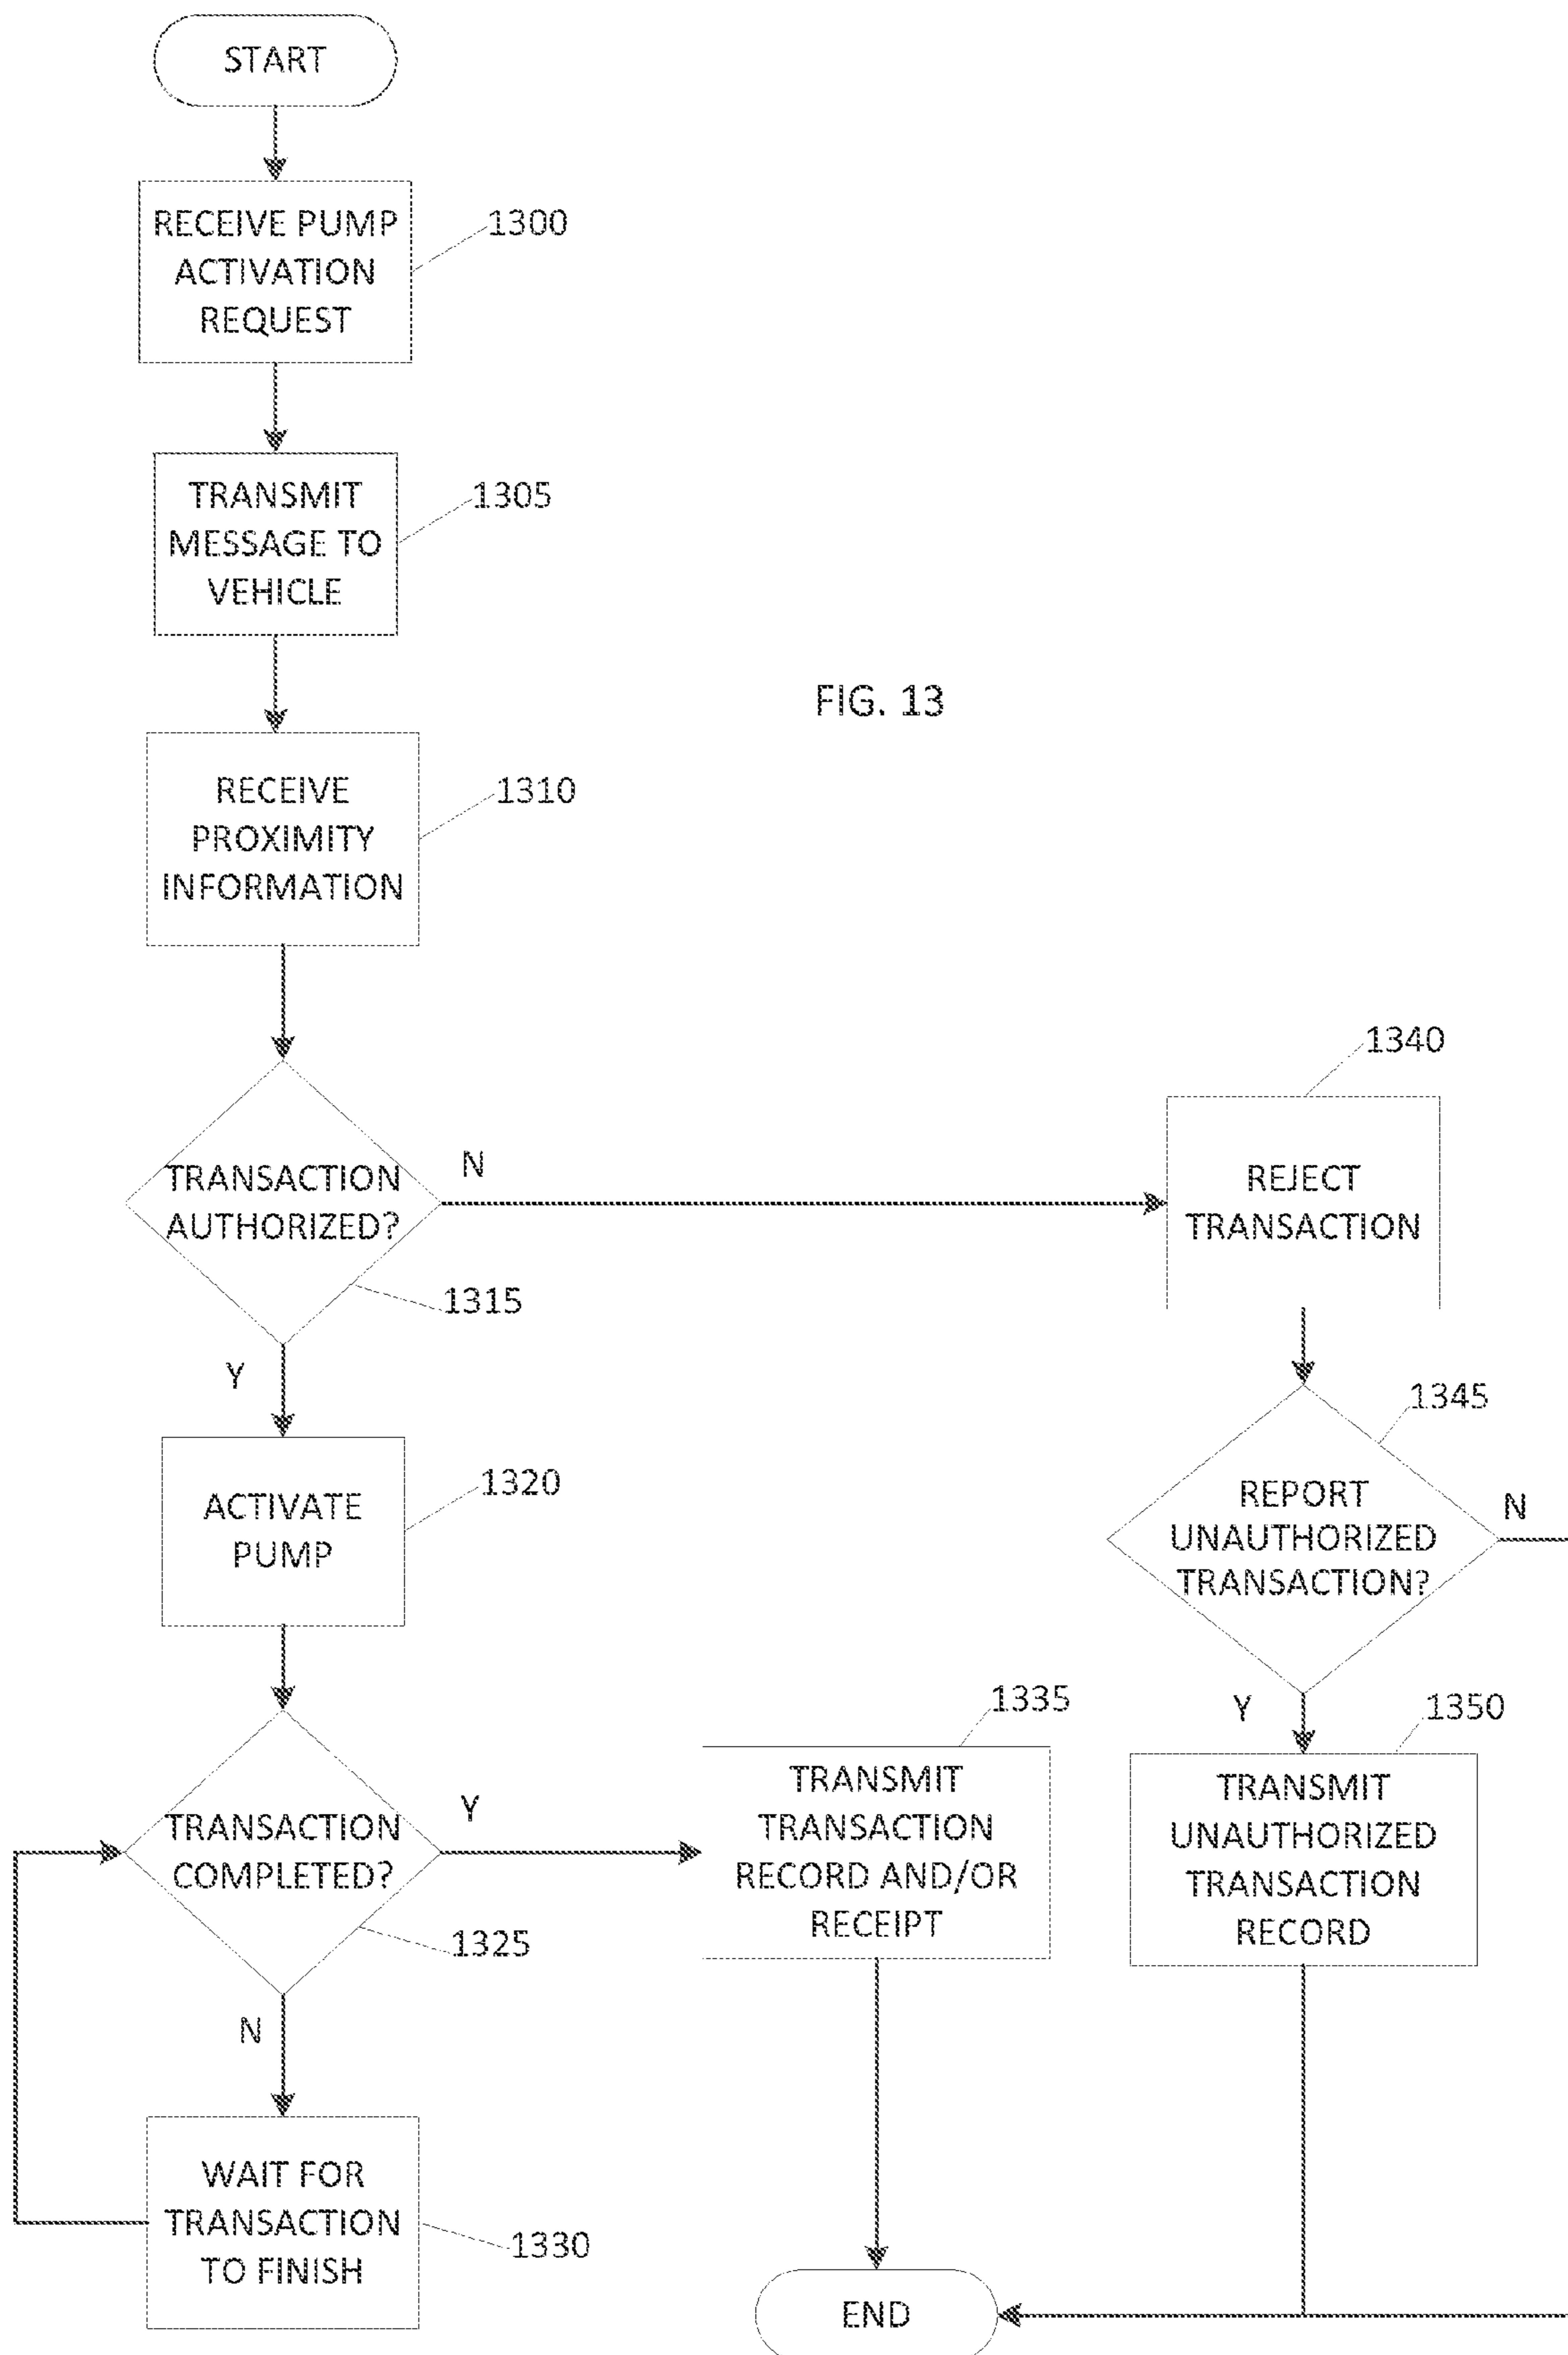 START
RECEIVE PUMP
ACTIVATION
REQUEST
1300
TRANSMIT
MESSAGE TO
VEHICLE
1305
FIG. 13
RECEIVE
PROXIMITY
INFORMATION
1310
TRANSACTION
AUTHORIZED?
1315
N
Y
1340
REJECT
TRANSACTION
1345
REPORT
UNAUTHORIZED
TRANSACTION?
N
Y
ACTIVATE
PUMP
1320
TRANSACTION
COMPLETED?
1325
Y
N
1335
TRANSMIT
TRANSACTION
RECORD AND/OR
RECEIPT
1350
TRANSMIT
UNAUTHORIZED
TRANSACTION
RECORD
WAIT FOR
TRANSACTION
TO FINISH
1330
END